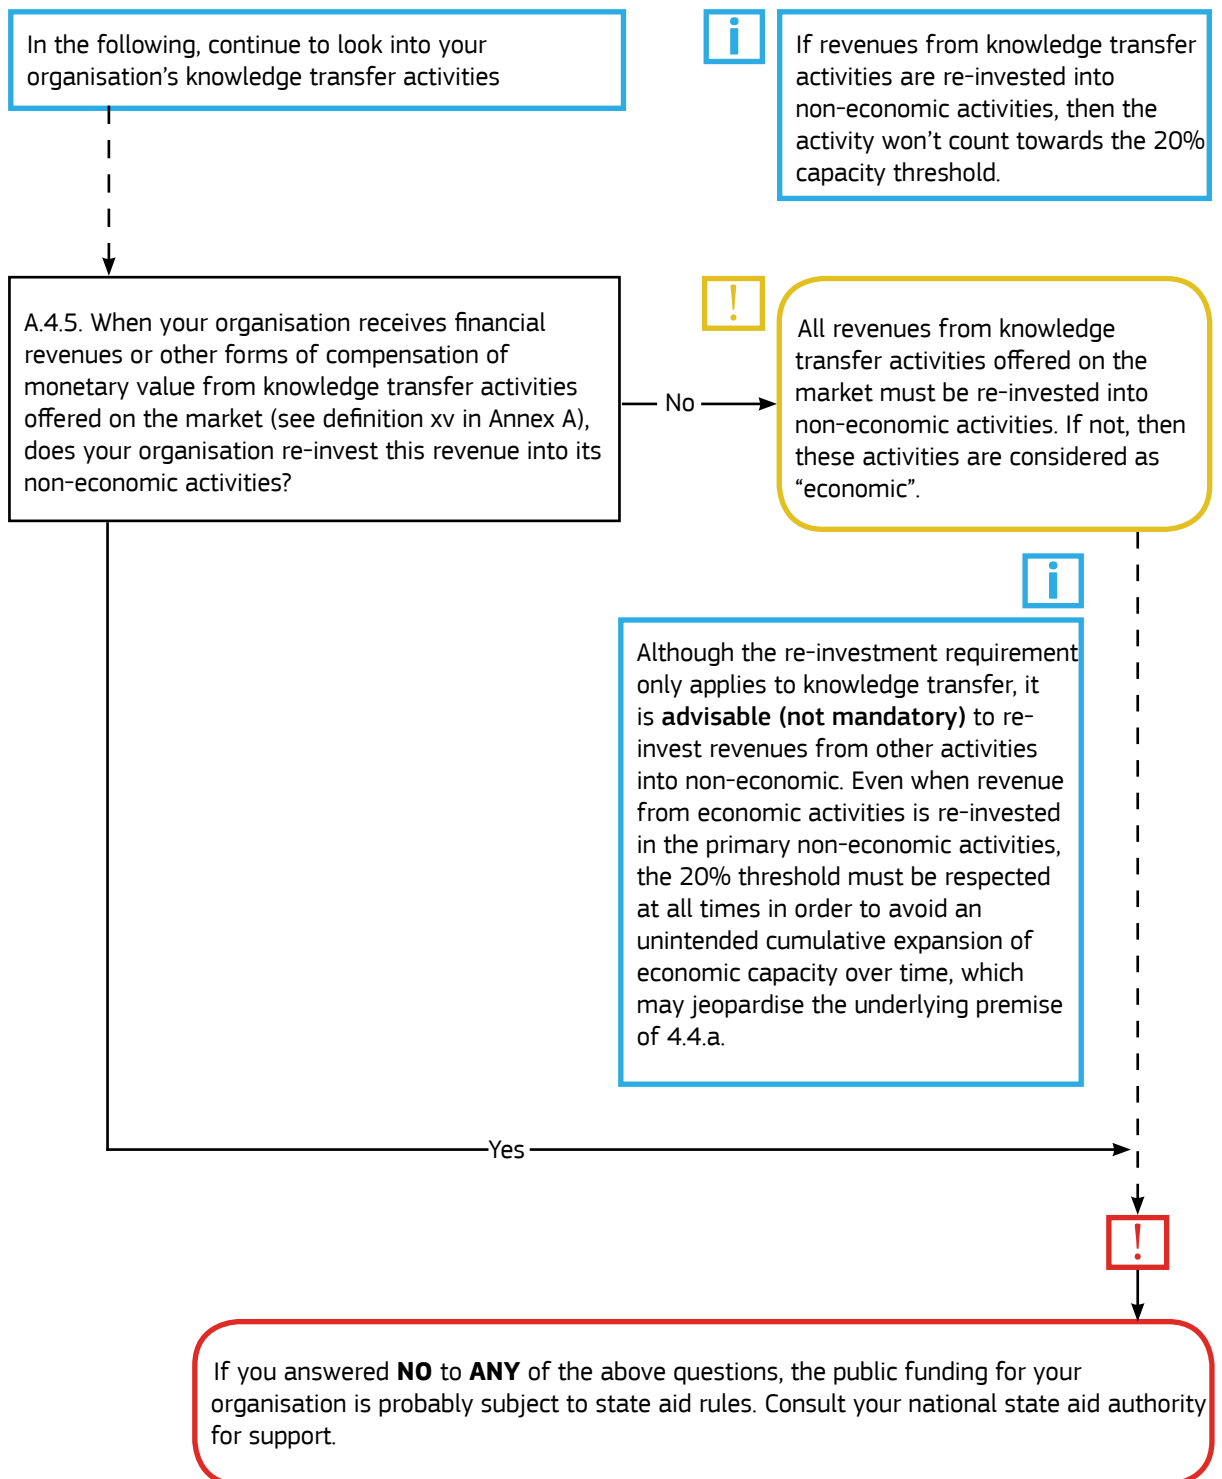 In the following, continue to look into your
organisation’s knowledge transfer activities
i
If revenues from knowledge transfer
activities are re-invested into
non-economic activities, then the
activity won’t count towards the 20%
capacity threshold.
A.4.5. When your organisation receives financial
revenues or other forms of compensation of
monetary value from knowledge transfer activities
offered on the market (see definition xv in Annex A),
does your organisation re-invest this revenue into its
non-economic activities?
No
!
All revenues from knowledge
transfer activities offered on the
market must be re-invested into
non-economic activities. If not, then
these activities are considered as
“economic”.
i
Although the re-investment requirement
only applies to knowledge transfer, it
is advisable (not mandatory) to re-
invest revenues from other activities
into non-economic. Even when revenue
from economic activities is re-invested
in the primary non-economic activities,
the 20% threshold must be respected
at all times in order to avoid an
unintended cumulative expansion of
economic capacity over time, which
may jeopardise the underlying premise
of 4.4.a.
Yes
!
If you answered NO to ANY of the above questions, the public funding for your
organisation is probably subject to state aid rules. Consult your national state aid authority
for support.